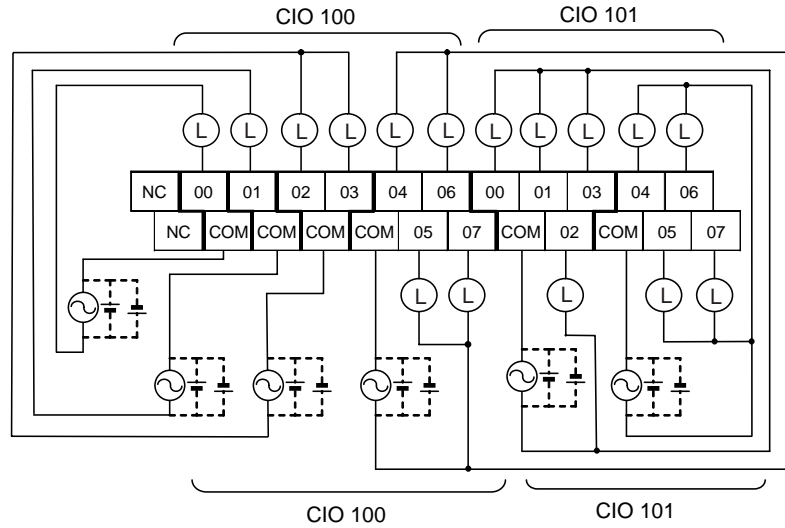 CIO 100 CIO 101
L L L L L L L L L L L
NC 00 01 02 03 04 06 00 01 03 04 06
NC COM COM COM COM 05 07 COM 02 COM 05 07
L L L L L
CIO 100 CIO 101